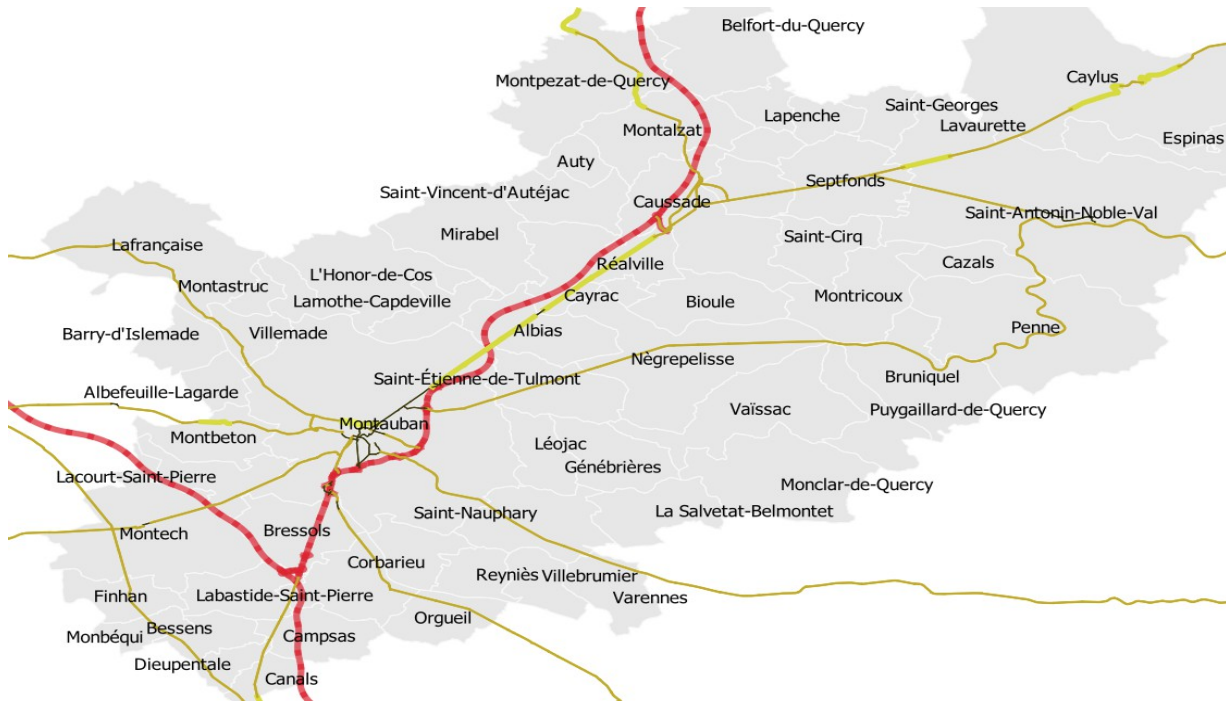 Belfort-du-Quercy
Montpezat-de-Quercy
Caylus
Saint-Georges
Lapenche
Lavaurette
Montalzat
Espinas
Auty
Septfonds
Saint-Vincent-d'Autéjac
Caussade
Saint-Antonin-Noble-Val
Mirabel
Saint-Cirq
Lafrançaise
Réalville
Cazals
L'Honor-de-Cos
Montastruc
Cayrac
Montricoux
Lamothe-Capdeville
Bioule
Penne
Albias
Villemade
Barry-d'Islemade
Nègrepelisse
Bruniquel
Saint-Étienne-de-Tulmont
Albefeuille-Lagarde
Vaïssac
Puygaillard-de-Quercy
Montauban
Montbeton
Léojac
Génébrières
Lacourt-Saint-Pierre
Monclar-de-Quercy
La Salvetat-Belmontet
Saint-Nauphary
Bressols
Montech
Corbarieu
Reyniès
Villebrumier
Finhan
Labastide-Saint-Pierre
Varennes
Orgueil
Bessens
Monbéqui
Campsas
Dieupentale
Canals